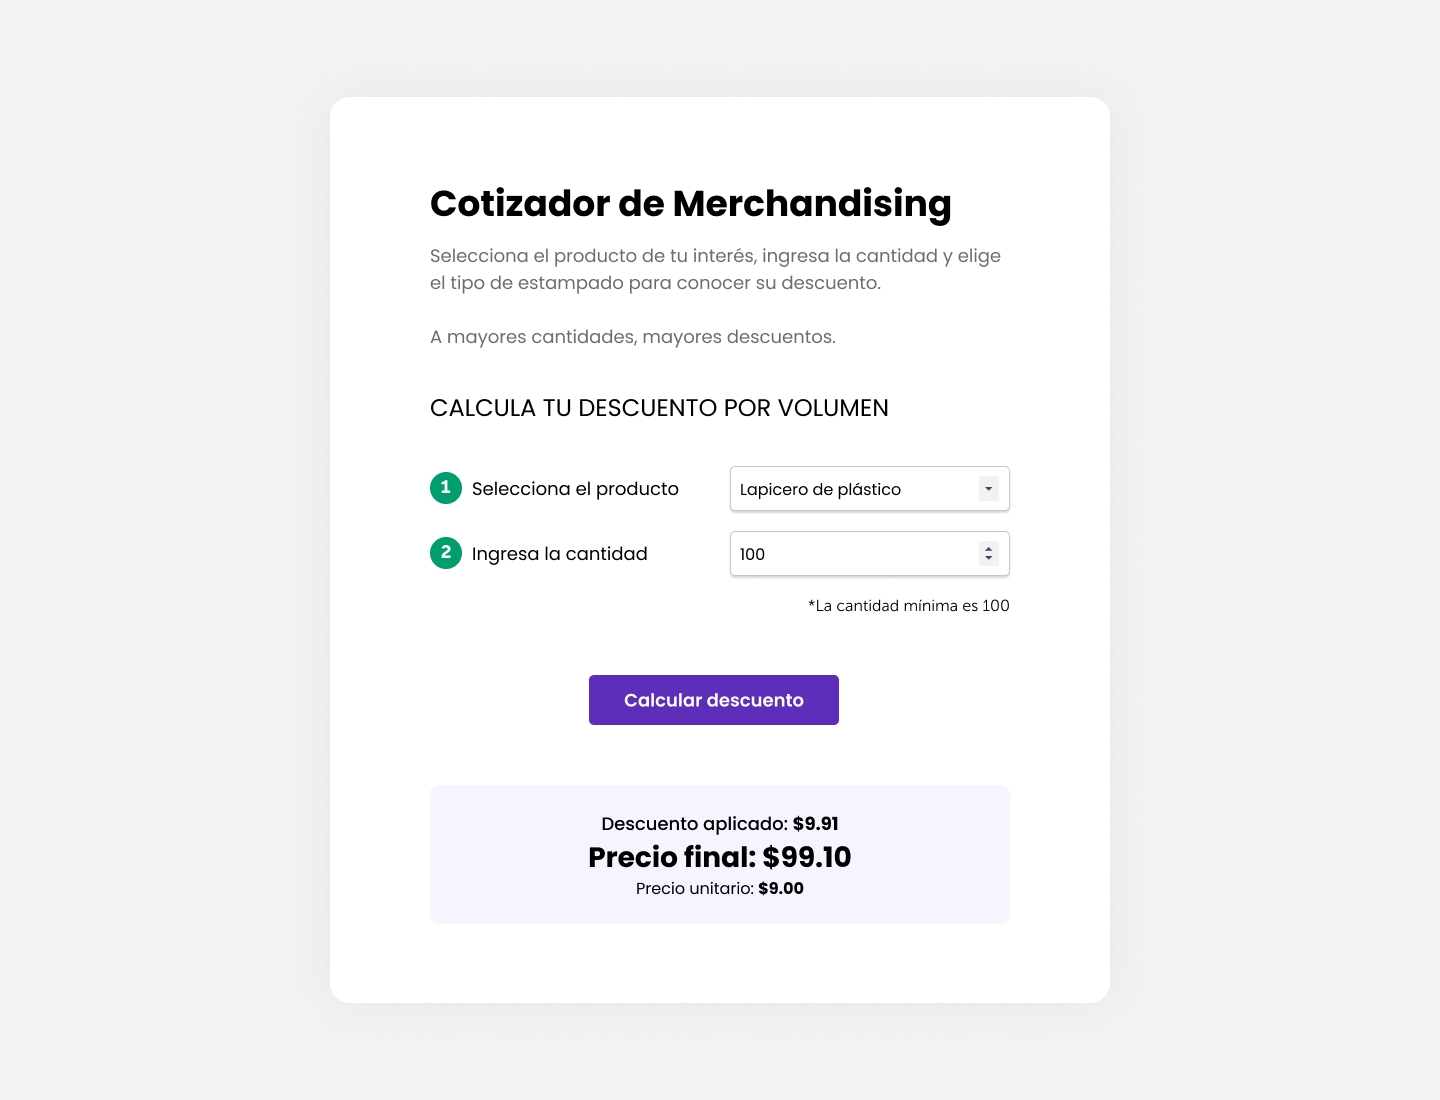 Cotizador de Merchandising
Selecciona el producto de tu interés, ingresa la cantidad y elige
el tipo de estampado para conocer su descuento.
A mayores cantidades, mayores descuentos.
CALCULA TU DESCUENTO POR VOLUMEN
1 Selecciona el producto Lapicero de plástico
2 Ingresa la cantidad 100
*La cantidad mínima es 100
Calcular descuento
Descuento aplicado: $9.91
Precio final: $99.10
Precio unitario: $9.00